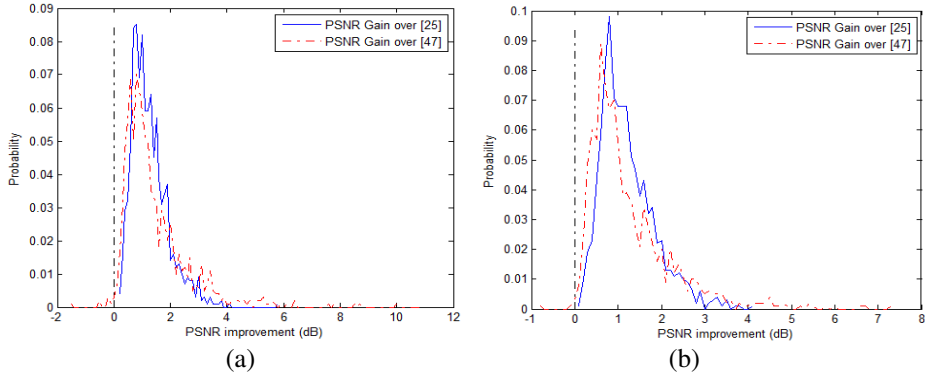 0.09
0.08
0.07
0.06
0.05
0.04
0.03
0.02
0.01
0
Probability
PSNR Gain over [25]
PSNR Gain over [47]
-2 0 2 4 6 8 10 12
PSNR improvement (dB)
(a)
0.1
0.09
0.08
0.07
0.06
0.05
0.04
0.03
0.02
0.01
0
Probability
PSNR Gain over [25]
PSNR Gain over [47]
-1 0 1 2 3 4 5 6 7 8
PSNR improvement (dB)
(b)